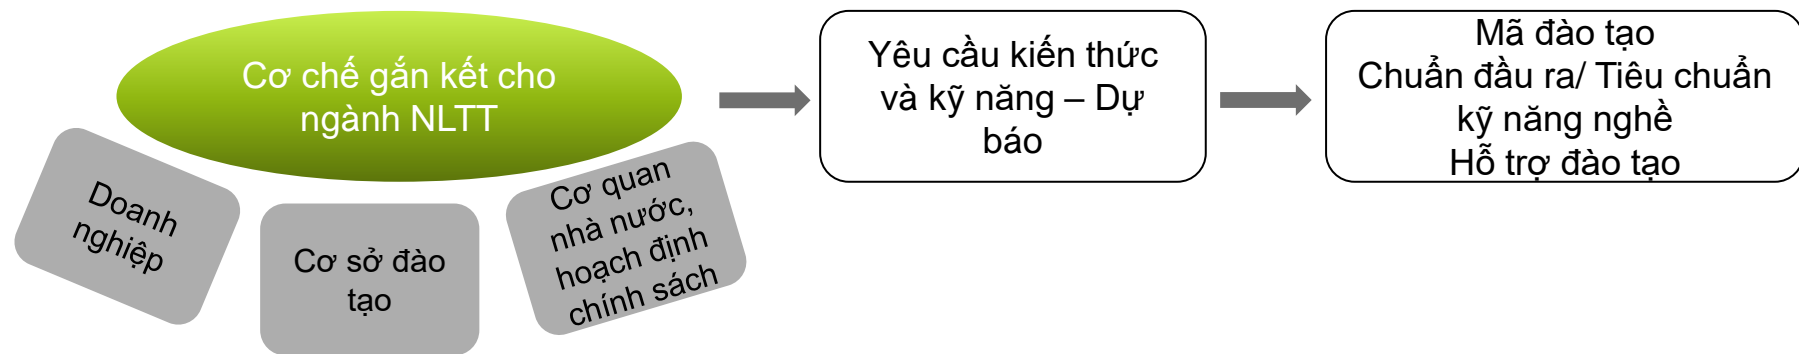 Cơ chế gắn kết cho
ngành NLTT
Doanh
nghiệp
Cơ sở đào
tạo
Cơ quan
nhà nước,
hoạch định
chính sách
Yêu cầu kiến thức
và kỹ năng – Dự
báo
Mã đào tạo
Chuẩn đầu ra/ Tiêu chuẩn
kỹ năng nghề
Hỗ trợ đào tạo